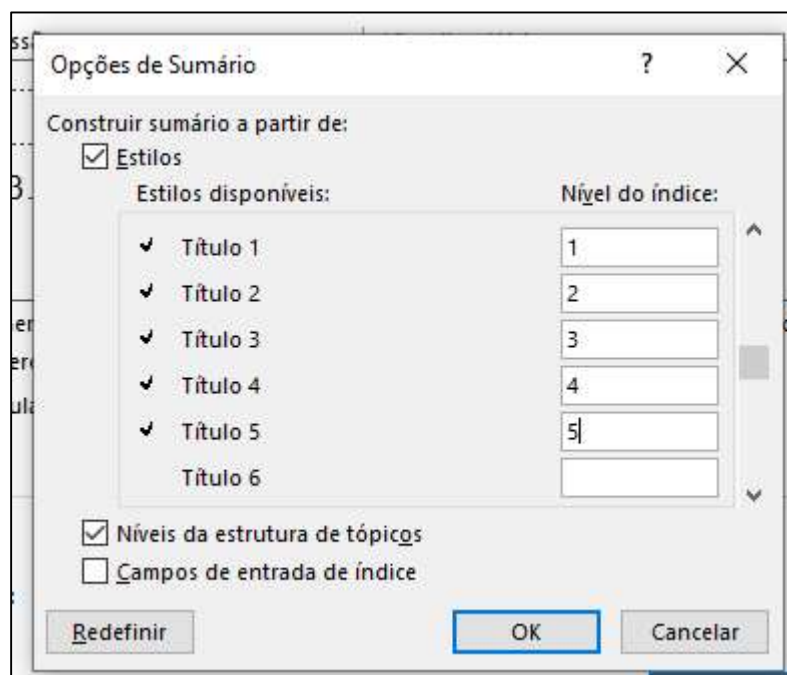 Opções de Sumário ?
Construir sumário a partir de:
Estilos
Estilos disponíveis: Nível do índice:
Título 1 1
Título 2 2
Título 3 3
Título 4 4
Título 5 5
Título 6
Níveis da estrutura de tópicos
Campos de entrada de índice
Redefinir OK Cancelar